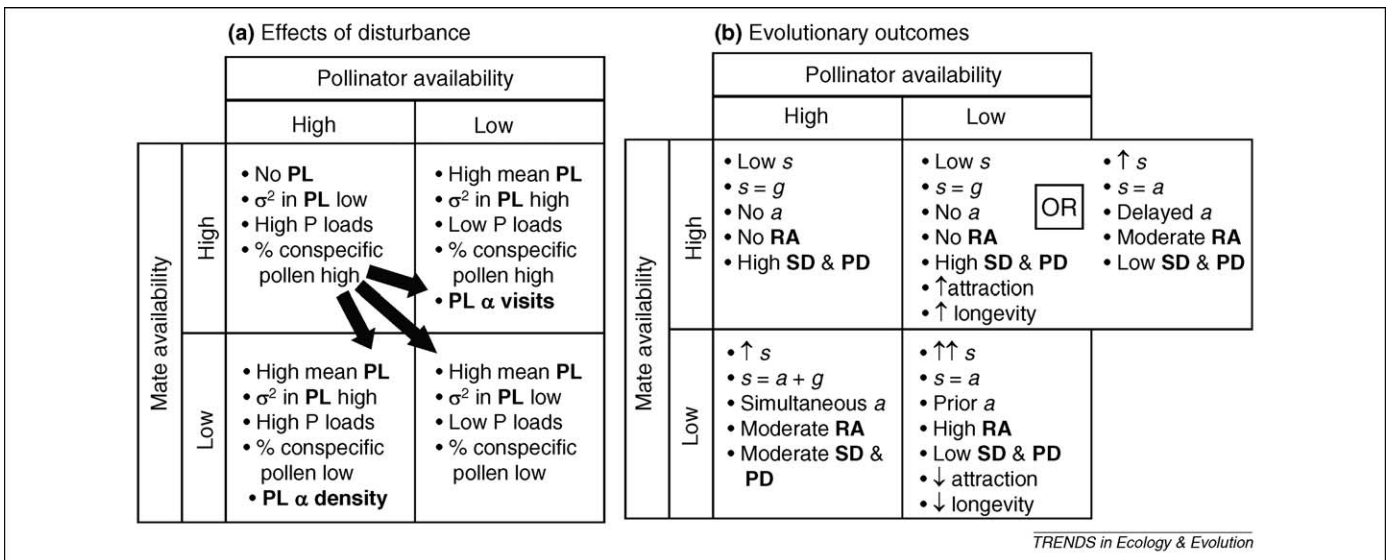 (a) Effects of disturbance
Pollinator availability
High
Low
Mate availability
High
• No PL
• σ² in PL low
• High P loads
• % conspecific
pollen high
• High mean PL
• σ² in PL high
• Low P loads
• % conspecific
pollen high
• PL α visits
Low
• High mean PL
• σ² in PL high
• High P loads
• % conspecific
pollen low
• PL α density
• High mean PL
• σ² in PL low
• Low P loads
• % conspecific
pollen low
(b) Evolutionary outcomes
Pollinator availability
High
Low
Mate availability
High
• Low s
• s = g
• No a
• No RA
• High SD & PD
• Low s
• s = g
• No a
• No RA
• High SD & PD
• ↑attraction
• ↑ longevity
OR
• ↑ s
• s = a
• Delayed a
• Moderate RA
• Low SD & PD
Low
• ↑ s
• s = a + g
• Simultaneous a
• Moderate RA
• Moderate SD &
PD
• ↑↑ s
• s = a
• Prior a
• High RA
• Low SD & PD
• ↓ attraction
• ↓ longevity
TRENDS in Ecology & Evolution